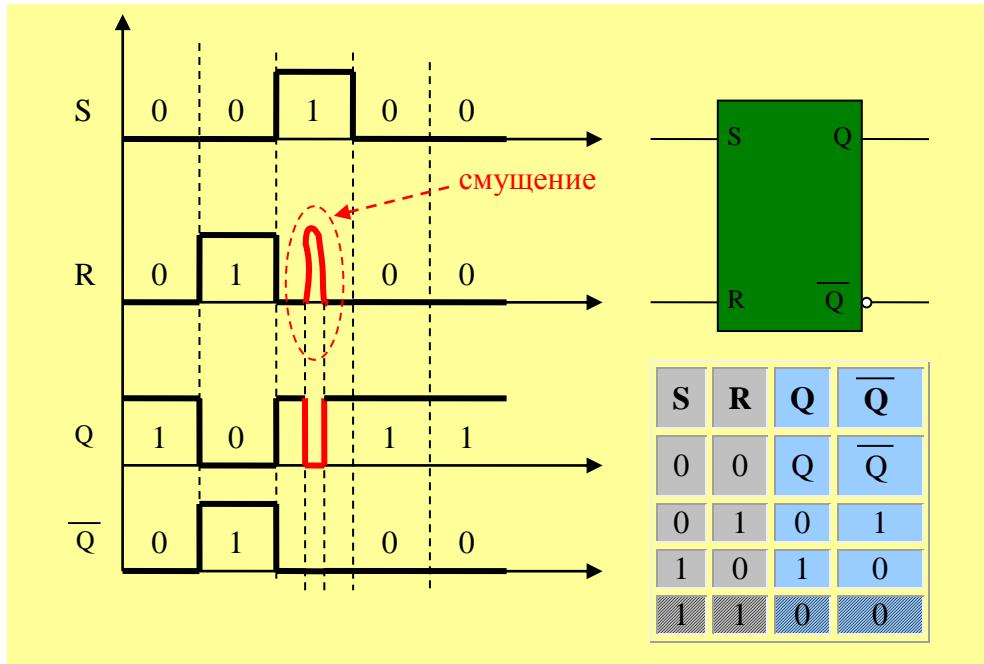 S 0 0 1 0 0
смущение
R 0 1 0 0
Q 1 0 1 1
Q̅ 0 1 0 0
S Q
R Q̅
S R Q Q̅
0 0 Q Q̅
0 1 0 1
1 0 1 0
1 1 0 0